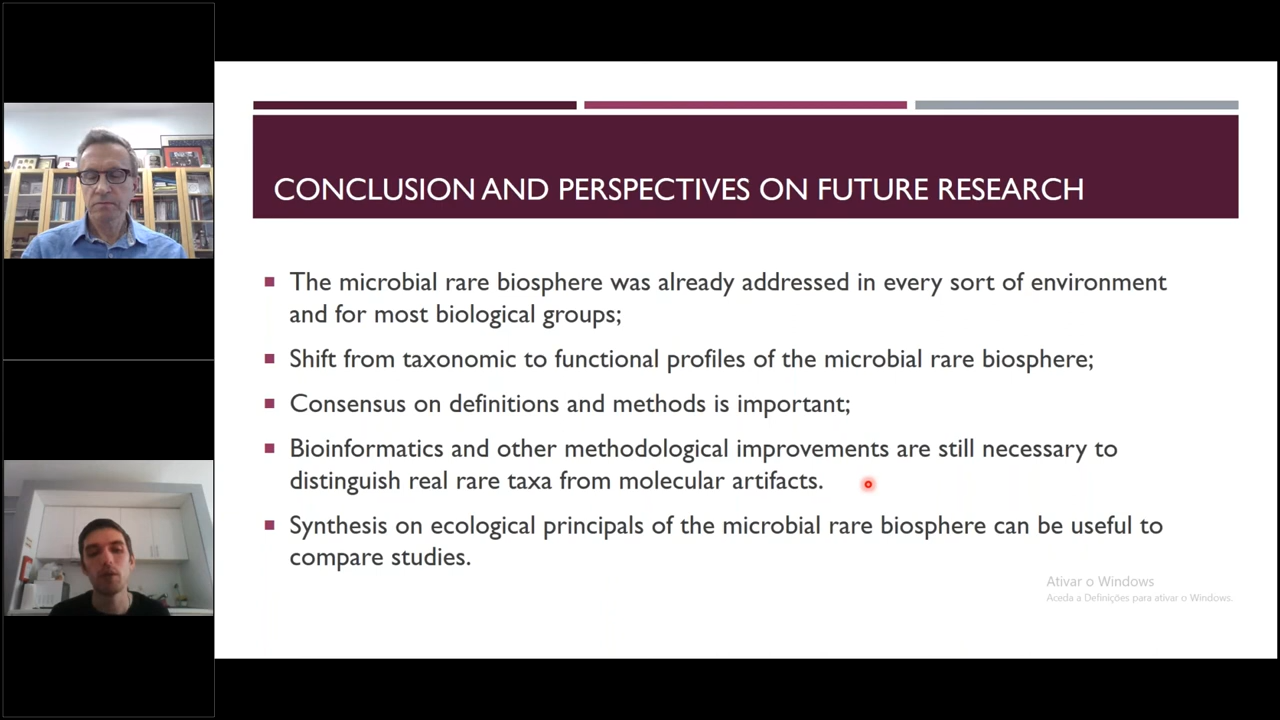 CONCLUSION AND PERSPECTIVES ON FUTURE RESEARCH
The microbial rare biosphere was already addressed in every sort of environment
and for most biological groups;
Shift from taxonomic to functional profiles of the microbial rare biosphere;
Consensus on definitions and methods is important;
Bioinformatics and other methodological improvements are still necessary to
distinguish real rare taxa from molecular artifacts.
Synthesis on ecological principals of the microbial rare biosphere can be useful to
compare studies.
Ativar o Windows
Aceda a Definições para ativar o Windows.